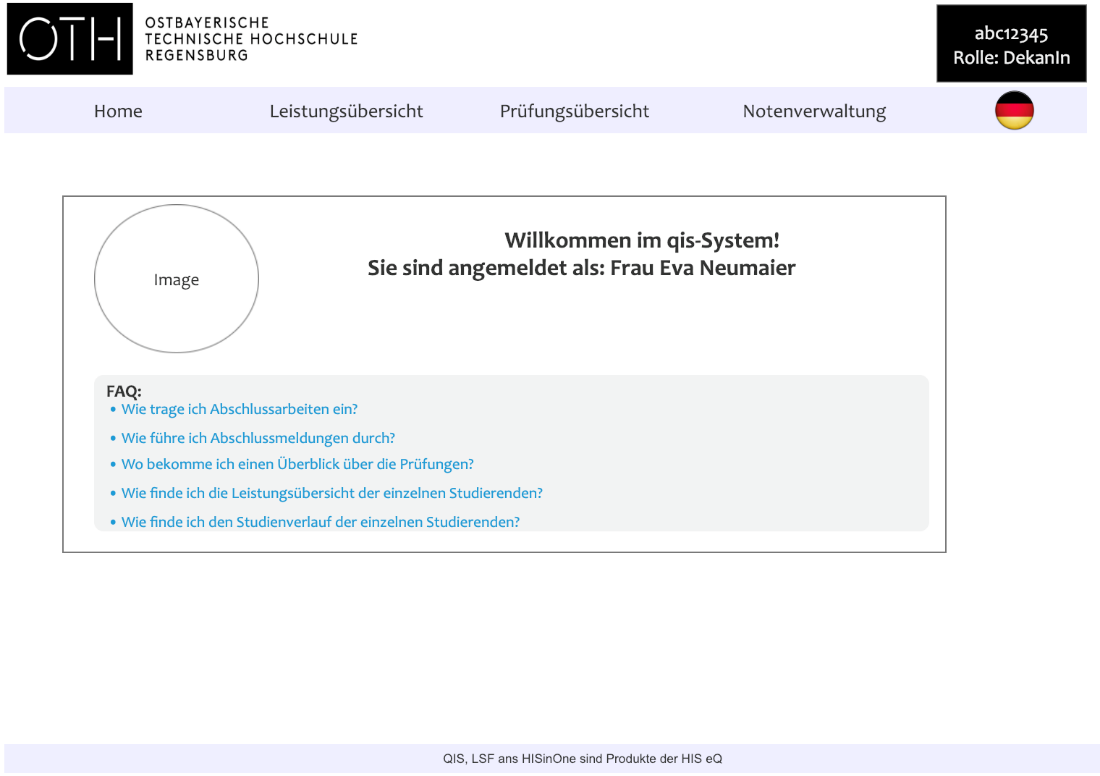 OTH
OSTBAYERISCHE
TECHNISCHE HOCHSCHULE
REGENSBURG
abc12345
Rolle: DekanIn
Home
Leistungsübersicht
Prüfungsübersicht
Notenverwaltung
Image
Willkommen im qis-System!
Sie sind angemeldet als: Frau Eva Neumaier
FAQ:
• Wie trage ich Abschlussarbeiten ein?
• Wie führe ich Abschlussmeldungen durch?
• Wo bekomme ich einen Überblick über die Prüfungen?
• Wie finde ich die Leistungsübersicht der einzelnen Studierenden?
• Wie finde ich den Studienverlauf der einzelnen Studierenden?
QIS, LSF ans HISinOne sind Produkte der HIS eQ